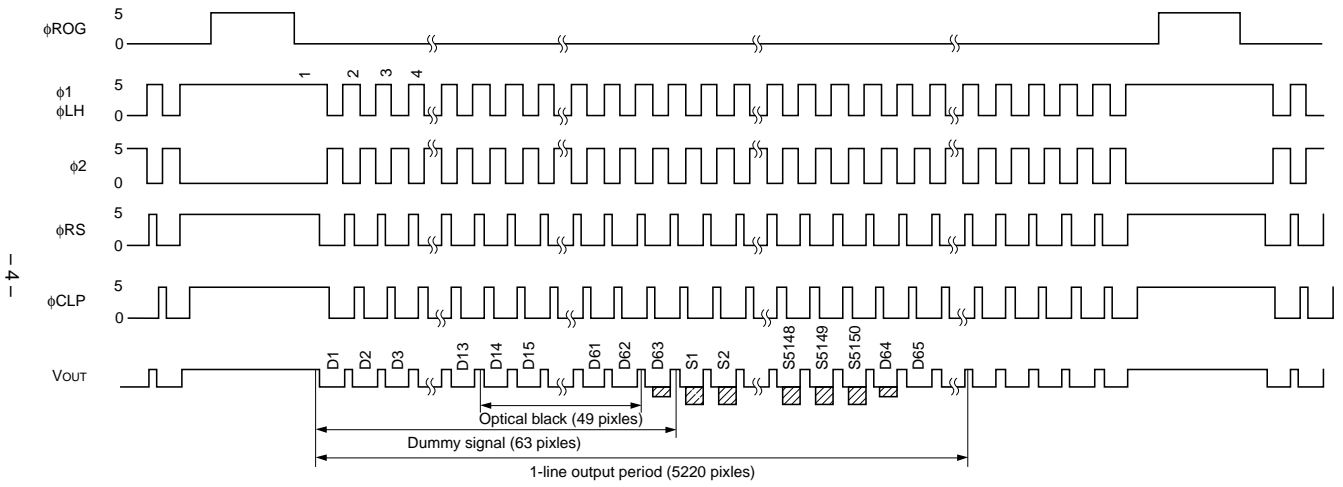 φROG
5
0
1
2
3
4
φ1
φLH
5
0
φ2
5
0
φRS
5
0
φCLP
5
0
VOUT
D1
D2
D3
D13
D14
D15
D61
D62
D63
S1
S2
S5148
S5149
S5150
D64
D65
Optical black (49 pixles)
Dummy signal (63 pixles)
1-line output period (5220 pixles)
– 4 –